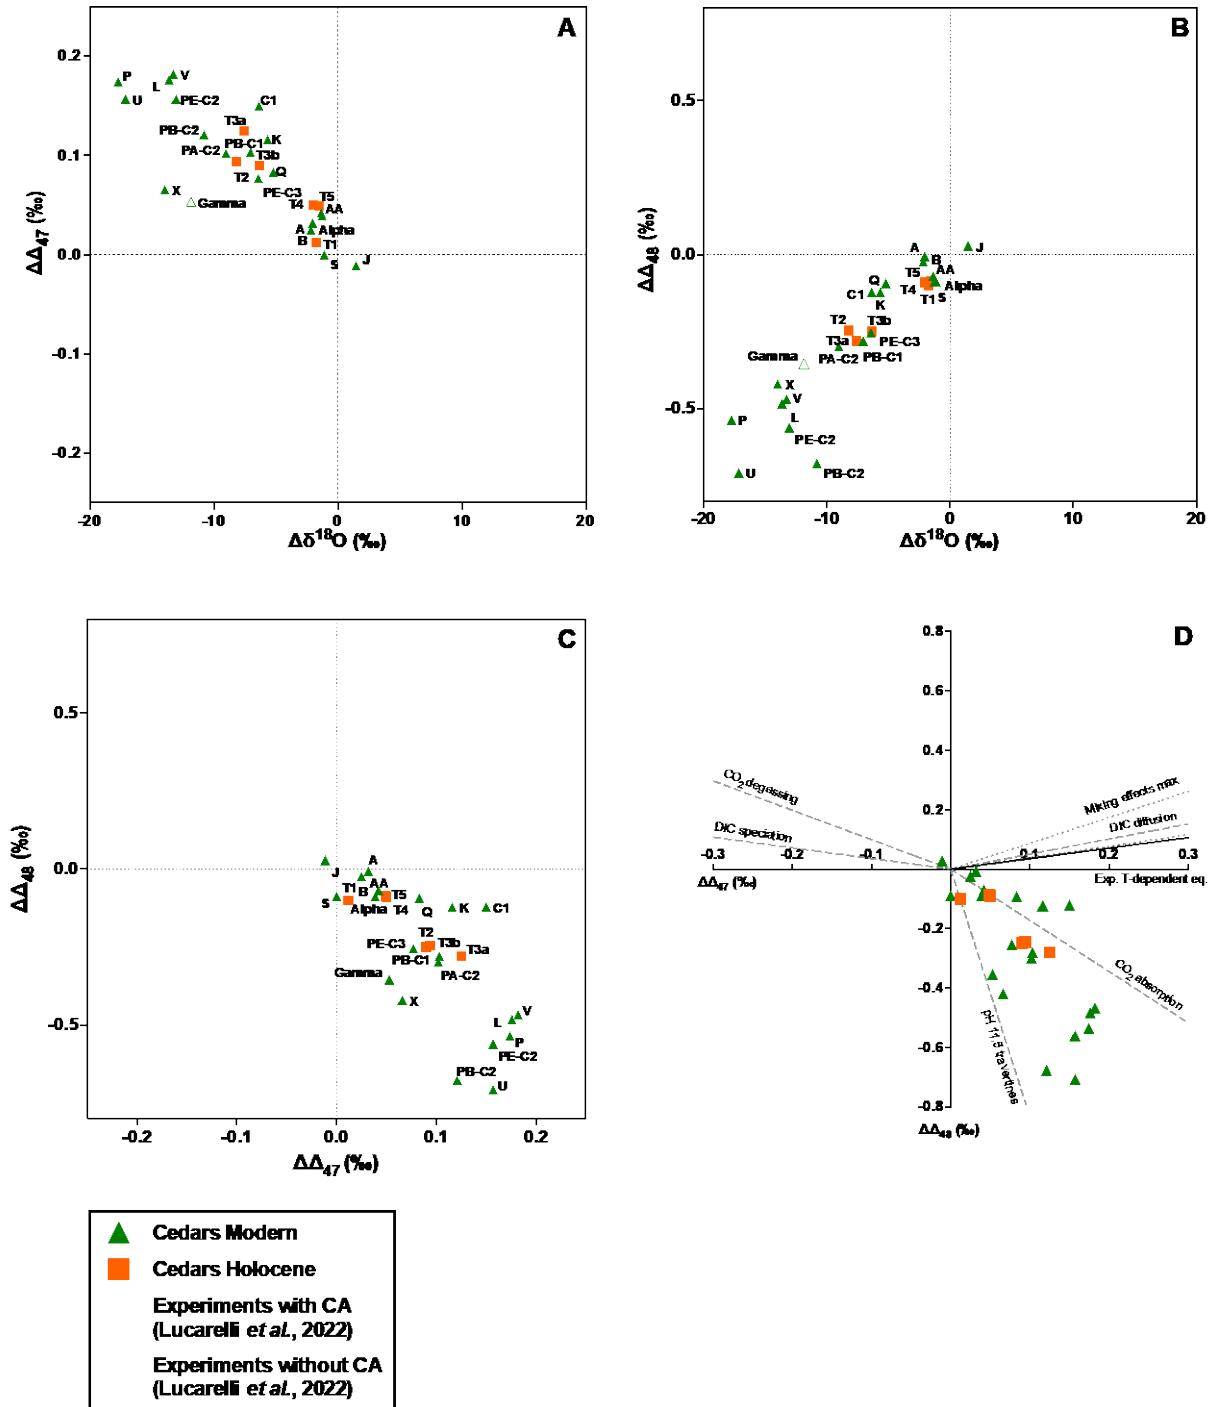 A
0.2
0.1
0.0
-0.1
-0.2
-20
-10
0
10
20
ΔΔ47 (‰)
Δδ18O (‰)
P
V
L
U
PE-C2
C1
T3a
PB-C2
PB-C1
K
PA-C2
T3b
T2
Q
X
PE-C3
Gamma
T5
T4
AA
A
Alpha
B
T1
S
J
B
0.5
0.0
-0.5
-20
-10
0
10
20
ΔΔ48 (‰)
Δδ18O (‰)
A
J
B
T5
AA
Q
T4
Alpha
C1
T1
S
K
T2
T3b
T3a
PE-C3
Gamma
PA-C2
PB-C1
X
V
P
L
PE-C2
U
PB-C2
C
0.5
0.0
-0.5
-0.2
-0.1
0.0
0.1
0.2
ΔΔ48 (‰)
ΔΔ47 (‰)
A
J
AA
T1
B
T5
S
Alpha
T4
Q
K
C1
T2
PE-C3
T3b
T3a
PB-C1
PA-C2
Gamma
X
V
L
P
PE-C2
PB-C2
U
D
0.8
0.6
0.4
0.2
-0.2
-0.4
-0.6
-0.8
-0.3
-0.2
-0.1
0.1
0.2
0.3
CO2 degassing
DIC speciation
Mixing effects max
DIC diffusion
Exp. T-dependent eq.
CO2 absorption
pH 11.5 travertines
ΔΔ47 (‰)
ΔΔ48 (‰)
Cedars Modern
Cedars Holocene
Experiments with CA
(Lucarelli et al., 2022)
Experiments without CA
(Lucarelli et al., 2022)